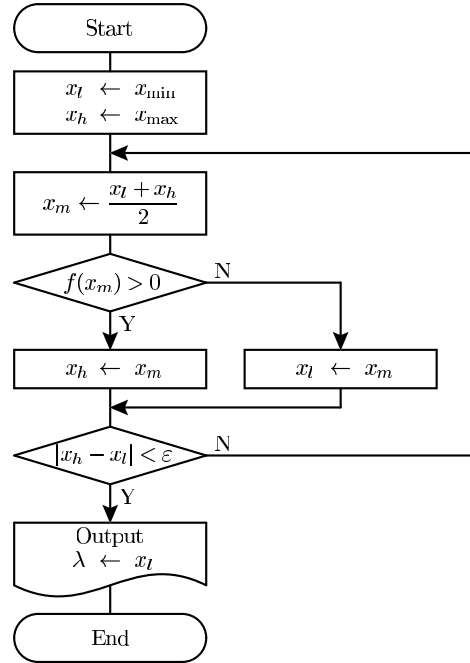 Start
x_l ← x_min
x_h ← x_max
x_m ← (x_l + x_h)/2
f(x_m) > 0
N
Y
x_h ← x_m
x_l ← x_m
|x_h − x_l| < ε
N
Y
Output
λ ← x_l
End